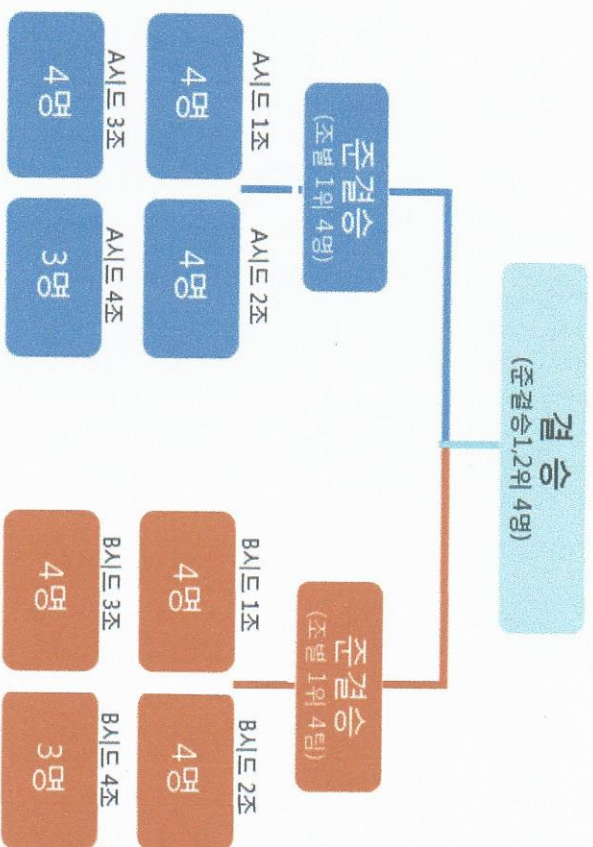 결 승
(준결승1,2위 4명)
준결승
(조별 1위 4명)
준결승
(조별 1위 4팀)
A시드 1조
4명
A시드 2조
4명
B시드 1조
4명
B시드 2조
4명
A시드 3조
4명
A시드 4조
3명
B시드 3조
4명
B시드 4조
3명